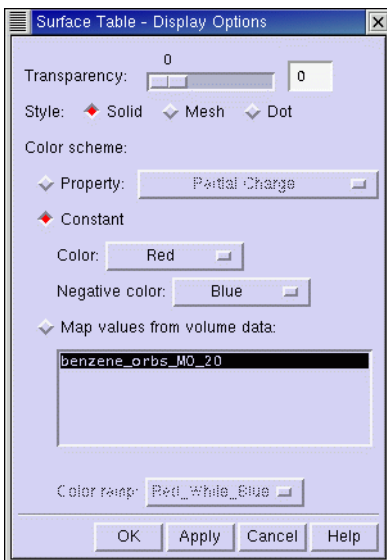 Surface Table - Display Options
0
Transparency: 0
Style: Solid Mesh Dot
Color scheme:
Property: Partial Charge
Constant
Color: Red
Negative color: Blue
Map values from volume data:
benzene_orbs_MO_20
Color ramp: Red_White_Blue
OK Apply Cancel Help